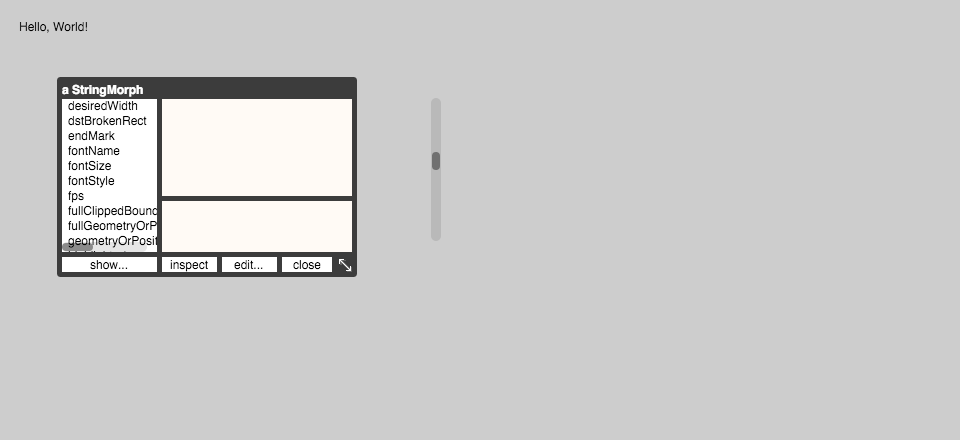 Hello, World!
a StringMorph
desiredWidth
dstBrokenRect
endMark
fontName
fontSize
fontStyle
fps
fullClippedBound
fullGeometryOrP
geometryOrPosit
show...
inspect
edit...
close